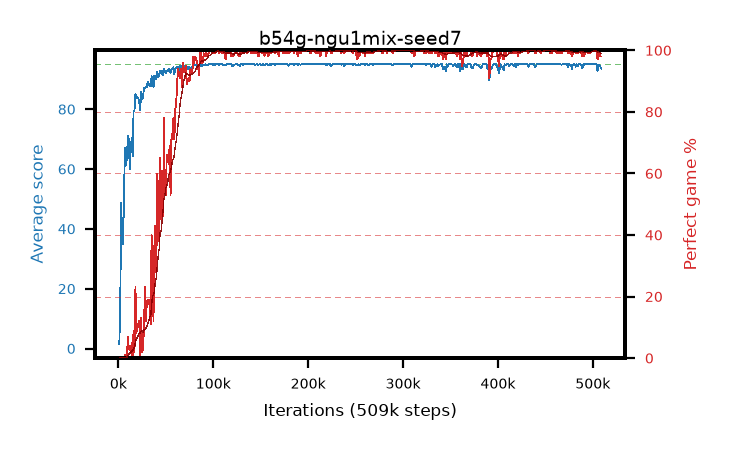 b54g-ngu1mix-seed7
100
80
80
60
60
40
40
20
20
0
0
Average score
Perfect game %
0k
100k
200k
300k
400k
500k
Iterations (509k steps)